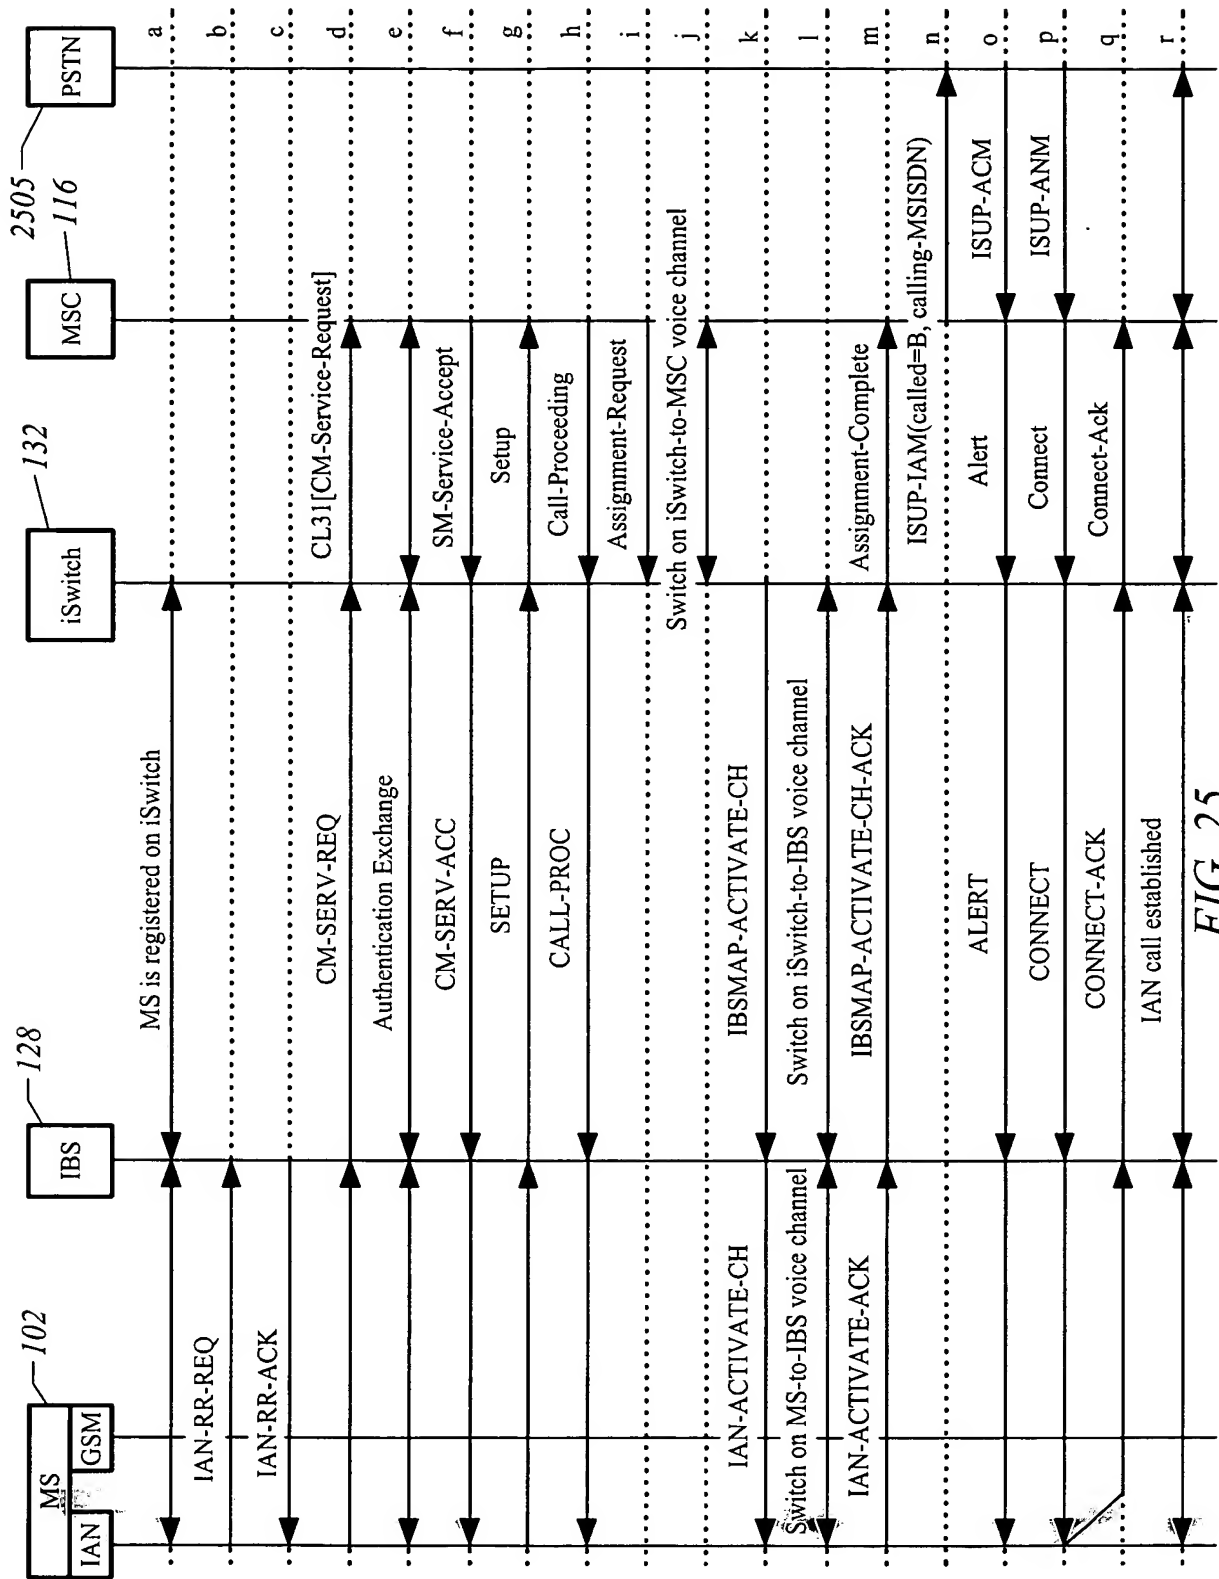 MS
102
IAN
GSM
IBS
128
iSwitch
132
MSC
116
PSTN
2505
MS is registered on iSwitch
a
IAN-RR-REQ
b
IAN-RR-ACK
c
CM-SERV-REQ
CL31[CM-Service-Request]
d
Authentication Exchange
e
CM-SERV-ACC
SM-Service-Accept
f
SETUP
Setup
g
CALL-PROC
Call-Proceeding
h
Assignment-Request
i
Switch on iSwitch-to-MSC voice channel
j
IAN-ACTIVATE-CH
IBSMAP-ACTIVATE-CH
k
Switch on MS-to-IBS voice channel
Switch on iSwitch-to-IBS voice channel
l
IAN-ACTIVATE-ACK
IBSMAP-ACTIVATE-CH-ACK
Assignment-Complete
m
ISUP-IAM(called=B, calling-MSISDN)
n
ALERT
Alert
ISUP-ACM
o
CONNECT
Connect
ISUP-ANM
p
CONNECT-ACK
Connect-Ack
q
IAN call established
r
FIG. 25